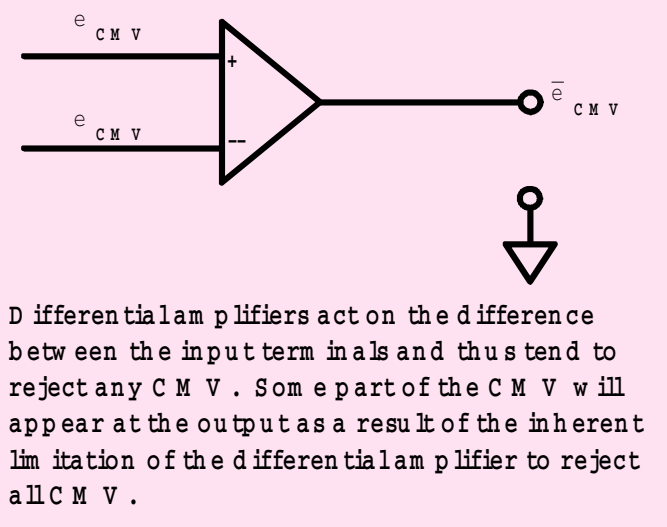 e CMV
+
e CMV
--
e̅ CMV
Differential amplifiers act on the difference
between the input terminals and thus tend to
reject any CMV. Some part of the CMV will
appear at the output as a result of the inherent
limitation of the differential amplifier to reject
all CMV.